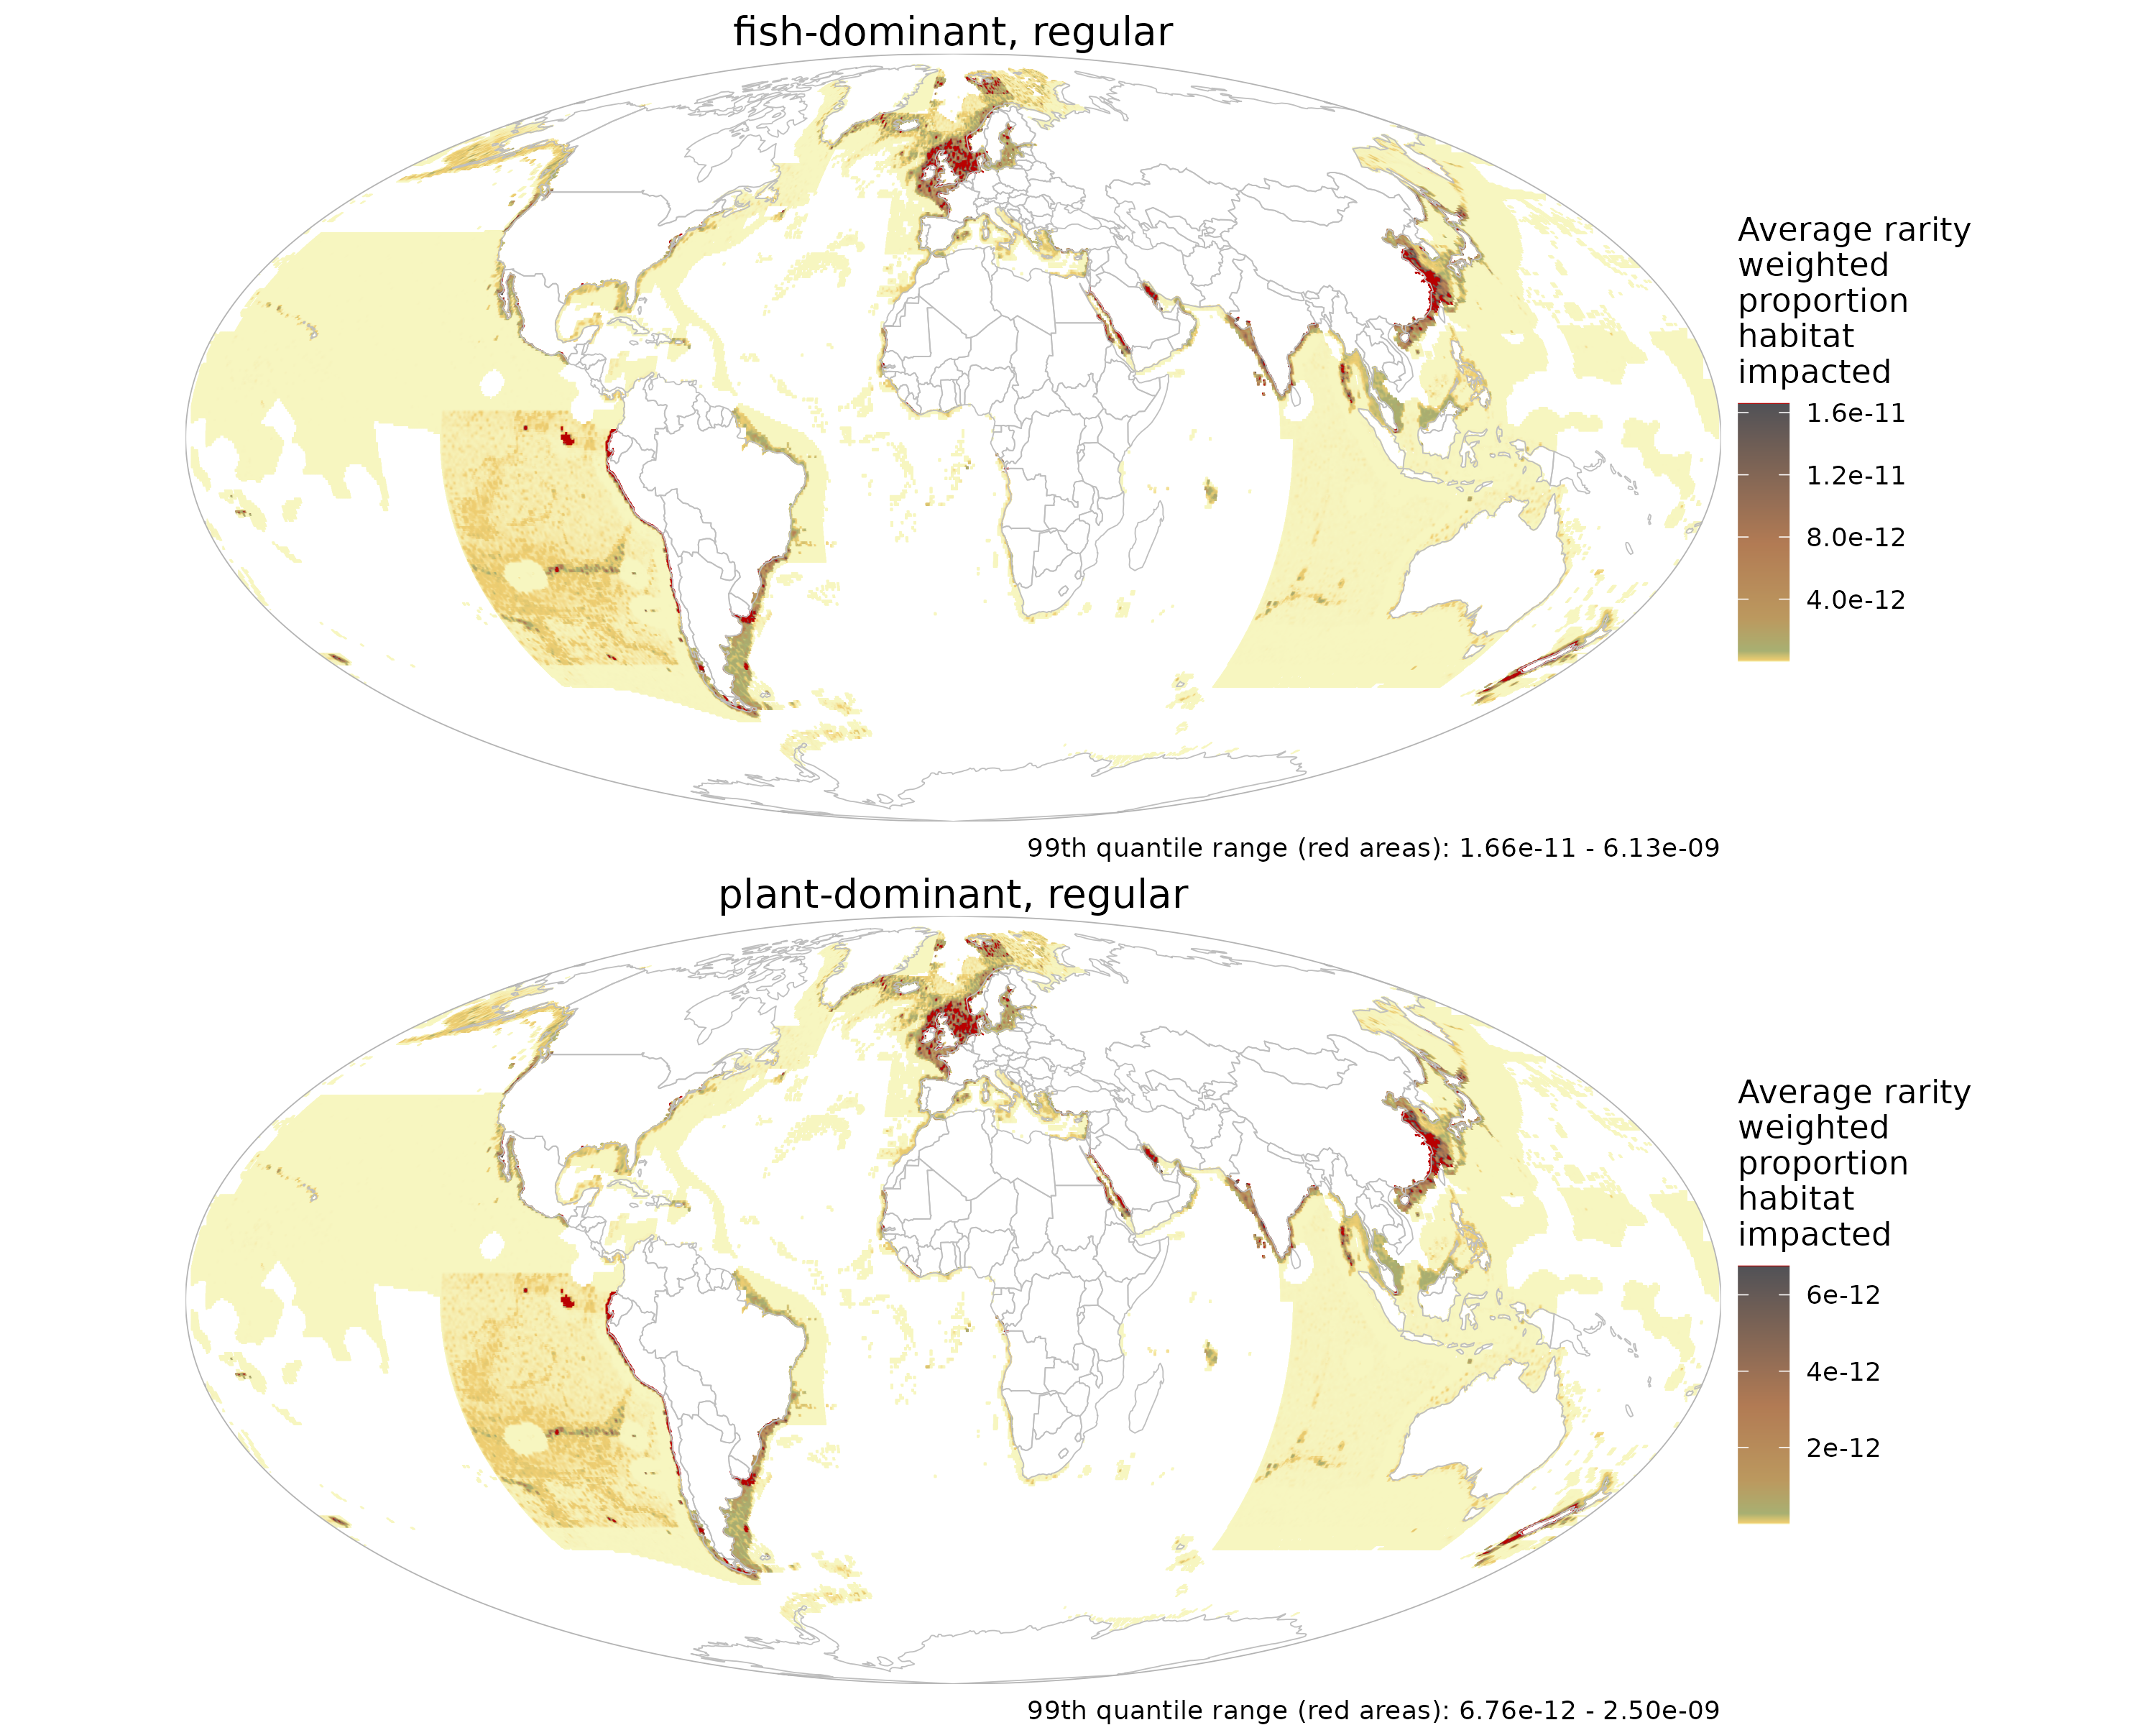 fish-dominant, regular
Average rarity
weighted
proportion
habitat
impacted
1.6e-11
1.2e-11
8.0e-12
4.0e-12
99th quantile range (red areas): 1.66e-11 - 6.13e-09
plant-dominant, regular
Average rarity
weighted
proportion
habitat
impacted
6e-12
4e-12
2e-12
99th quantile range (red areas): 6.76e-12 - 2.50e-09